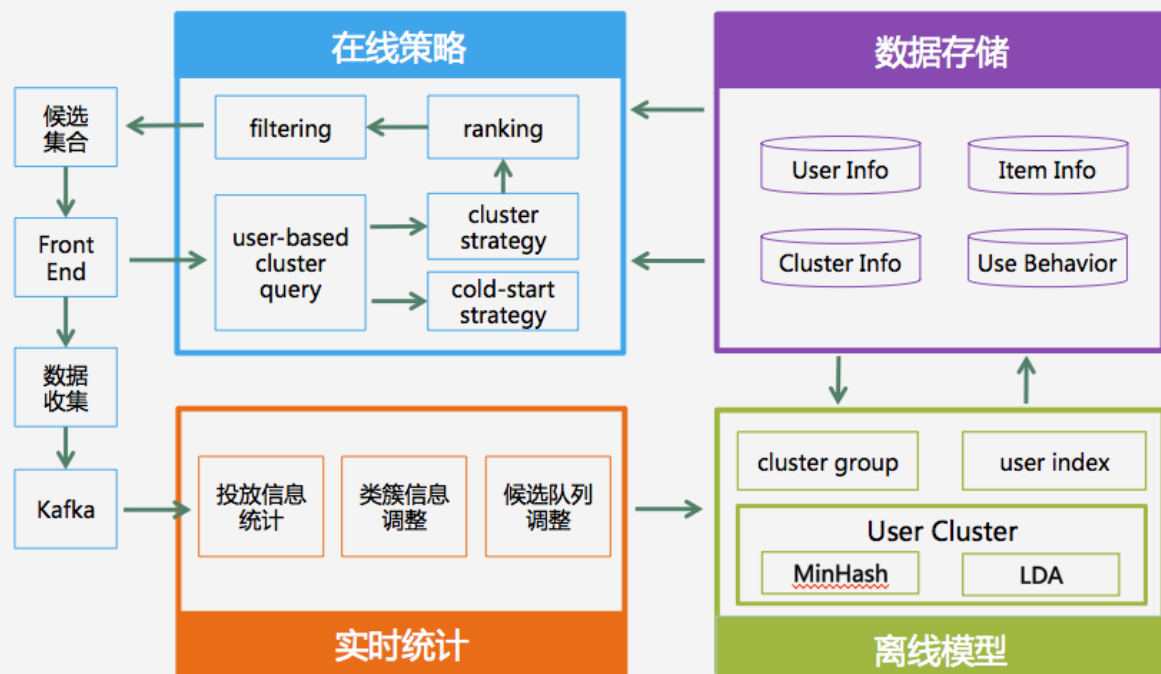 在线策略
数据存储
候选
集合
filtering
ranking
User Info
Item Info
Front
End
user-based
cluster
query
cluster
strategy
cold-start
strategy
Cluster Info
Use Behavior
数据
收集
Kafka
投放信息
统计
类簇信息
调整
候选队列
调整
实时统计
cluster group
user index
User Cluster
MinHash
LDA
离线模型